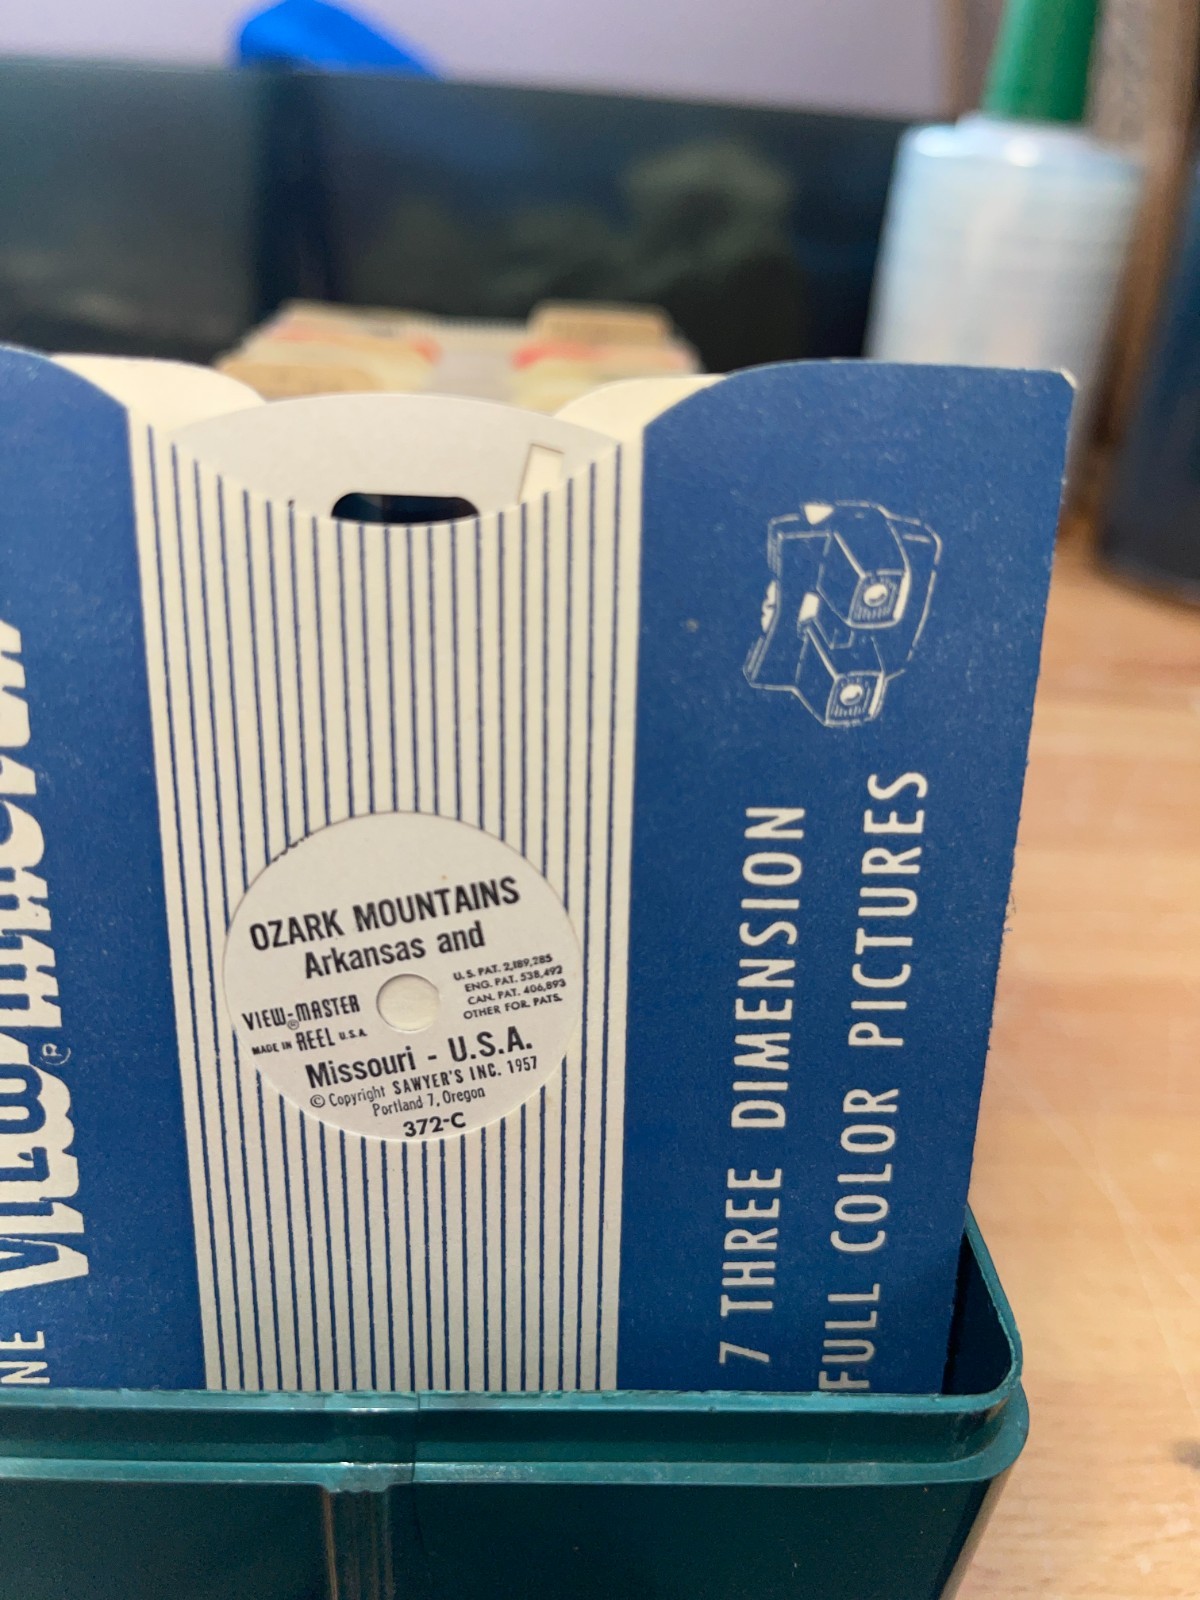 OZARK MOUNTAINS
Arkansas and
VIEW-MASTER®
MADE IN REEL U.S.A.
U.S. PAT. 2,189,285
ENG. PAT. 538,492
CAN. PAT. 406,893
OTHER FOR. PATS.
Missouri - U.S.A.
© Copyright SAWYER'S INC. 1957
Portland 7, Oregon
372-C
7 THREE DIMENSION
FULL COLOR PICTURES